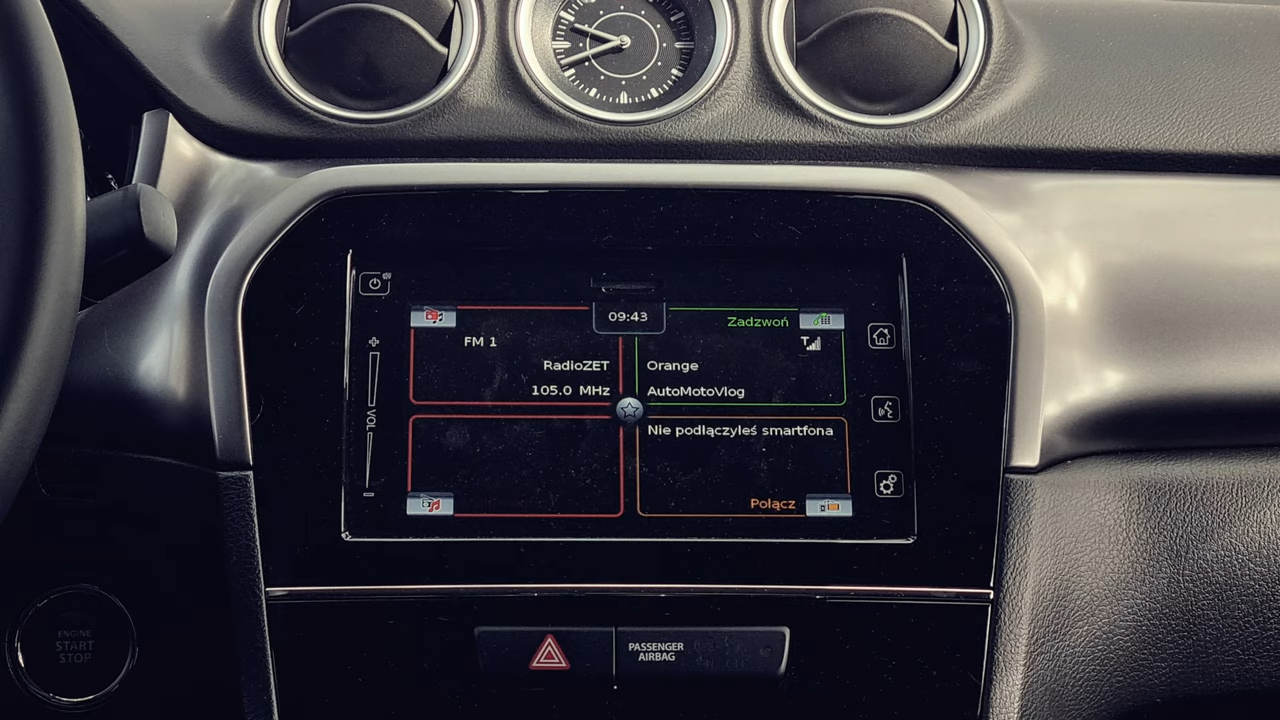 09:43
FM 1
RadioZET
105.0 MHz
Zadzwoń
T
Orange
AutoMotoVlog
Nie podłączyłeś smartfona
Połącz
VOL
ENGINE
START
STOP
PASSENGER
AIRBAG